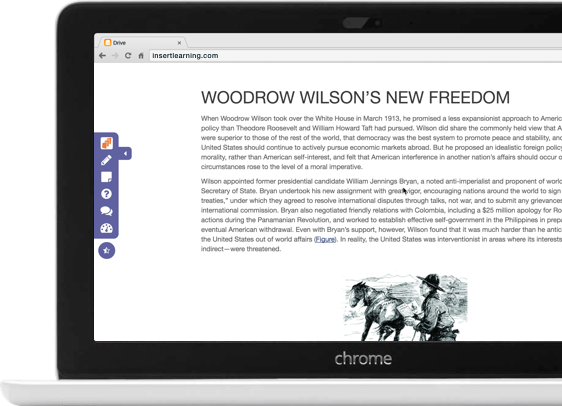 Drive
insertlearning.com
WOODROW WILSON'S NEW FREEDOM
When Woodrow Wilson took over the White House in March 1913, he promised a less expansionist approach to Americ
policy than Theodore Roosevelt and William Howard Taft had pursued. Wilson did share the commonly held view that A
were superior to those of the rest of the world, that democracy was the best system to promote peace and stability, and
United States should continue to actively pursue economic markets abroad. But he proposed an idealistic foreign policy
morality, rather than American self-interest, and felt that American interference in another nation's affairs should occur o
circumstances rose to the level of a moral imperative.
Wilson appointed former presidential candidate William Jennings Bryan, a noted anti-imperialist and proponent of world
Secretary of State. Bryan undertook his new assignment with great vigor, encouraging nations around the world to sign
treaties," under which they agreed to resolve international disputes through talks, not war, and to submit any grievances
international commission. Bryan also negotiated friendly relations with Colombia, including a $25 million apology for Ro
actions during the Panamanian Revolution, and worked to establish effective self-government in the Philippines in prepa
eventual American withdrawal. Even with Bryan's support, however, Wilson found that it was much harder than he antic
the United States out of world affairs (Figure). In reality, the United States was interventionist in areas where its interests
indirect—were threatened.
chrome